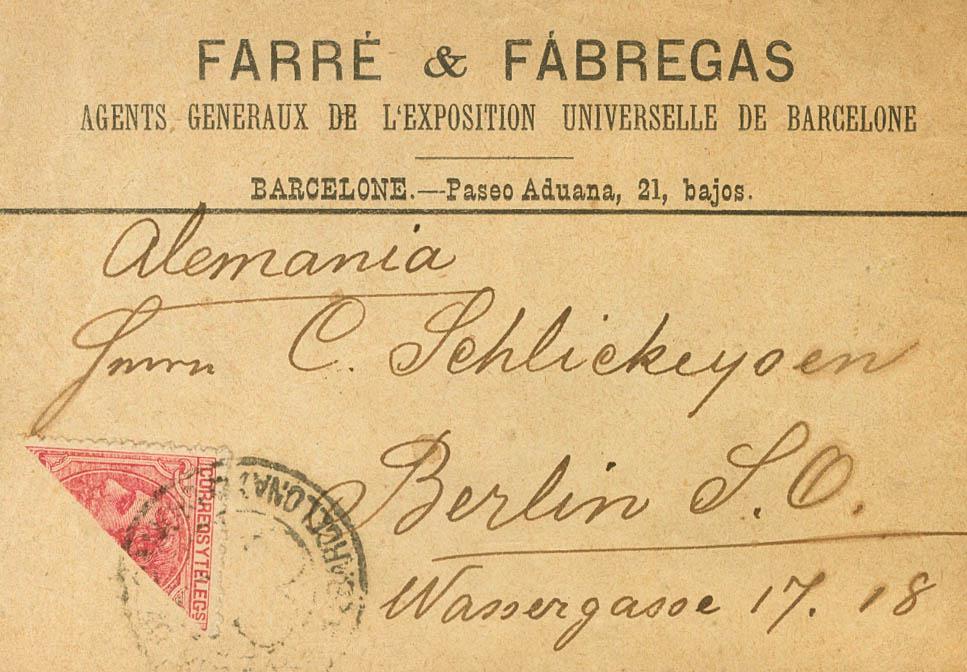 FARRÉ & FÁBREGAS
AGENTS GENERAUX DE L'EXPOSITION UNIVERSELLE DE BARCELONE
BARCELONE.—Paseo Aduana, 21, bajos.
Alemania
C. Schlickeysen
Berlin S.O.
Wassergasse 17. 18
CORREOS Y TELEGS
BARCELONA